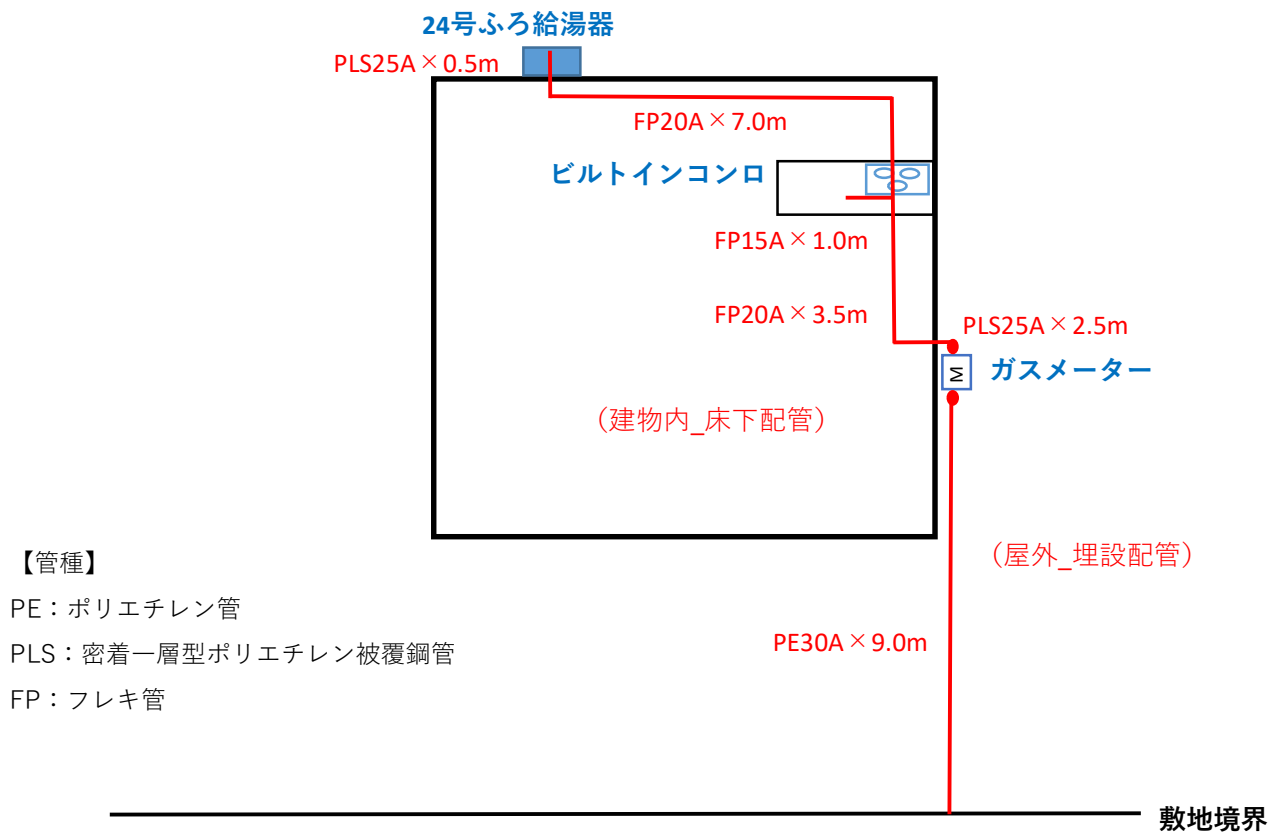 24号ふろ給湯器
PLS25A×0.5m
FP20A×7.0m
ビルトインコンロ
FP15A×1.0m
FP20A×3.5m
PLS25A×2.5m
M
ガスメーター
(建物内_床下配管)
(屋外_埋設配管)
【管種】
PE：ポリエチレン管
PLS：密着一層型ポリエチレン被覆鋼管
FP：フレキ管
PE30A×9.0m
敷地境界